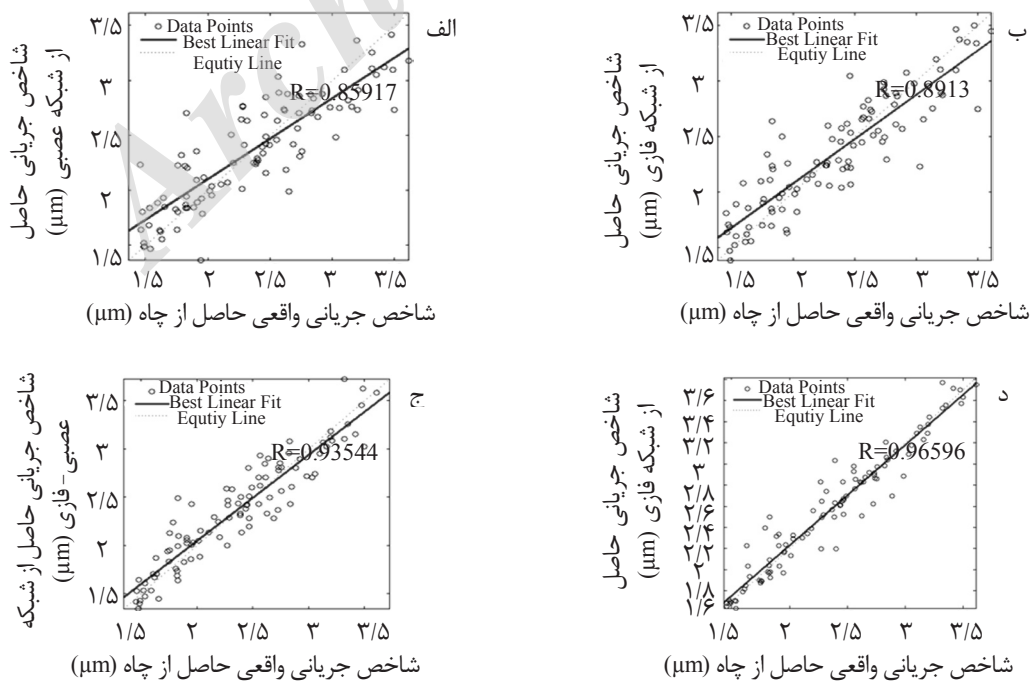 الف
○ Data Points
Best Linear Fit
Equtiy Line
R=0.85917
۳/۵
۳
۲/۵
۲
۱/۵
۱/۵ ۲ ۲/۵ ۳ ۳/۵
شاخص جریانی حاصل
از شبکه عصبی (µm)
شاخص جریانی واقعی حاصل از چاه (µm)
ب
○ Data Points
Best Linear Fit
Equtiy Line
R=0.8913
۳/۵
۳
۲/۵
۲
۱/۵
۱/۵ ۲ ۲/۵ ۳ ۳/۵
شاخص جریانی حاصل
از شبکه فازی (µm)
شاخص جریانی واقعی حاصل از چاه (µm)
ج
○ Data Points
Best Linear Fit
Equtiy Line
R=0.93544
۳/۵
۳
۲/۵
۲
۱/۵
۱/۵ ۲ ۲/۵ ۳ ۳/۵
شاخص جریانی حاصل از شبکه
عصبی- فازی (µm)
شاخص جریانی واقعی حاصل از چاه (µm)
د
○ Data Points
Best Linear Fit
Equtiy Line
R=0.96596
۳/۶
۳/۴
۳/۲
۳
۲/۸
۲/۶
۲/۴
۲/۲
۲
۱/۸
۱/۶
۱/۵ ۲ ۲/۵ ۳ ۳/۵
شاخص جریانی حاصل
از شبکه فازی (µm)
شاخص جریانی واقعی حاصل از چاه (µm)